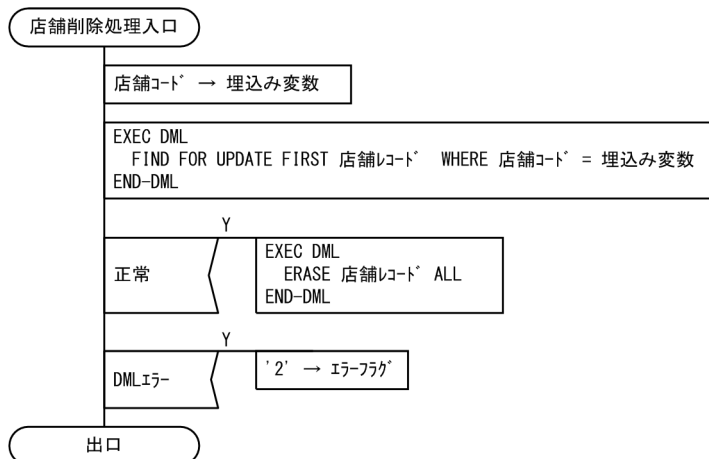 店舗削除処理入口
店舗ｺｰﾄﾞ → 埋込み変数
EXEC DML
FIND FOR UPDATE FIRST 店舗ﾚｺｰﾄﾞ WHERE 店舗ｺｰﾄﾞ = 埋込み変数
END-DML
Y
正常
EXEC DML
ERASE 店舗ﾚｺｰﾄﾞ ALL
END-DML
Y
DMLｴﾗｰ
'2' → ｴﾗｰﾌﾗｸﾞ
出口